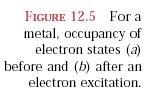 FIGURE 12.5 For a
metal, occupancy of
electron states (a)
before and (b) after an
electron excitation.